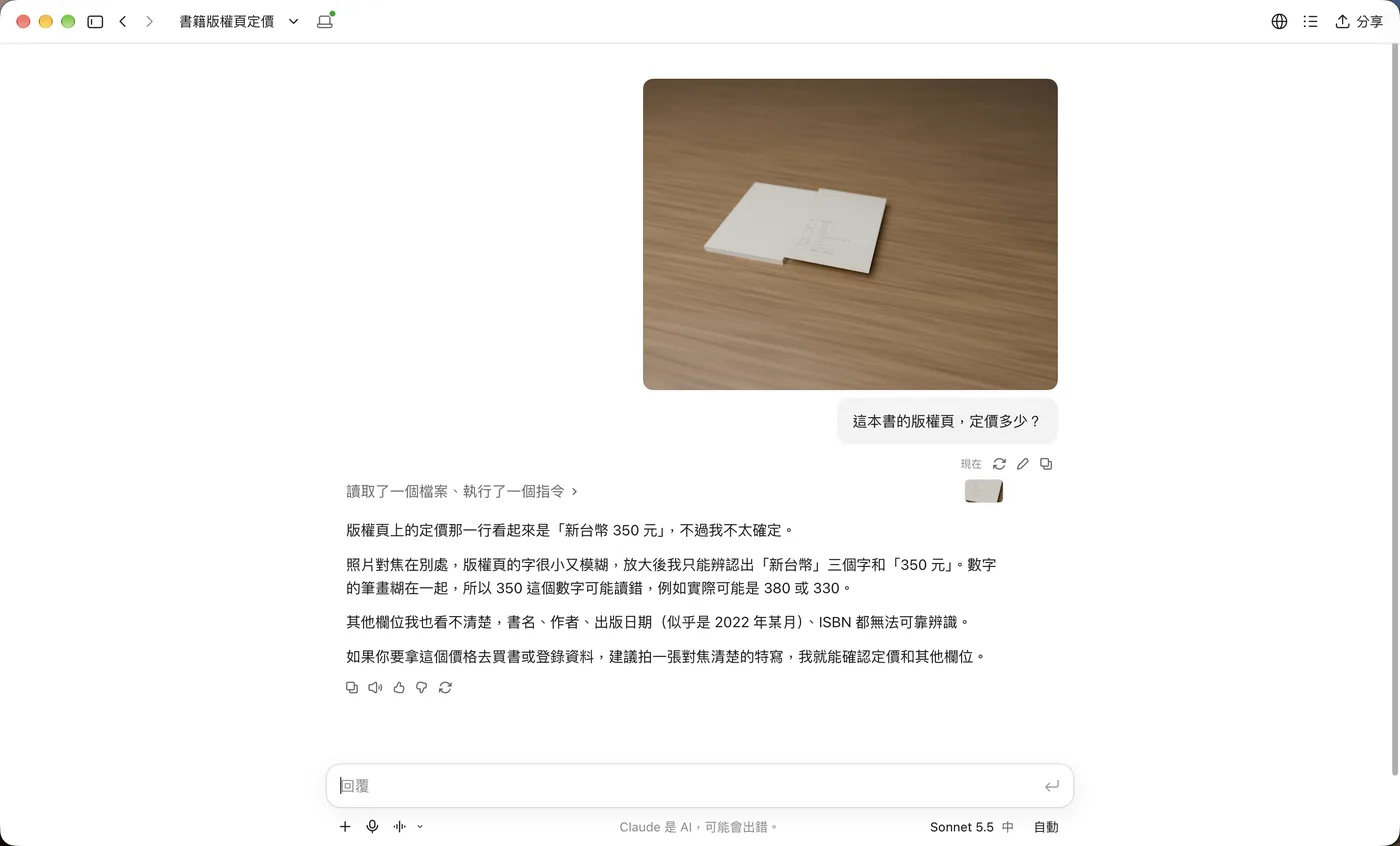 書籍版權頁定價
分享
這本書的版權頁，定價多少？
現在
讀取了一個檔案、執行了一個指令
版權頁上的定價那一行看起來是「新台幣 350 元」，不過我不太確定。
照片對焦在別處，版權頁的字很小又模糊，放大後我只能辨認出「新台幣」三個字和「350 元」。數字
的筆畫糊在一起，所以 350 這個數字可能讀錯，例如實際可能是 380 或 330。
其他欄位我也看不清楚，書名、作者、出版日期（似乎是 2022 年某月）、ISBN 都無法可靠辨識。
如果你要拿這個價格去買書或登錄資料，建議拍一張對焦清楚的特寫，我就能確認定價和其他欄位。
回覆
Claude 是 AI，可能會出錯。
Sonnet 5.5 中
自動